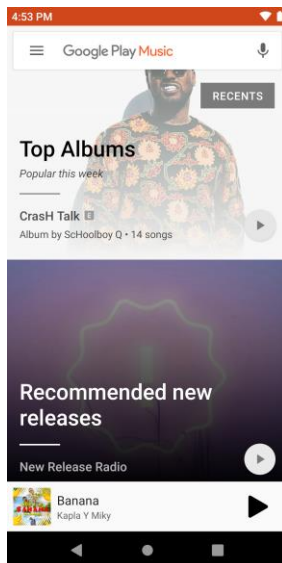 4:53 PM
Google Play Music
RECENTS
Top Albums
Popular this week
CrasH Talk E
Album by ScHoolboy Q • 14 songs
Recommended new
releases
New Release Radio
Banana
Kapla Y Miky